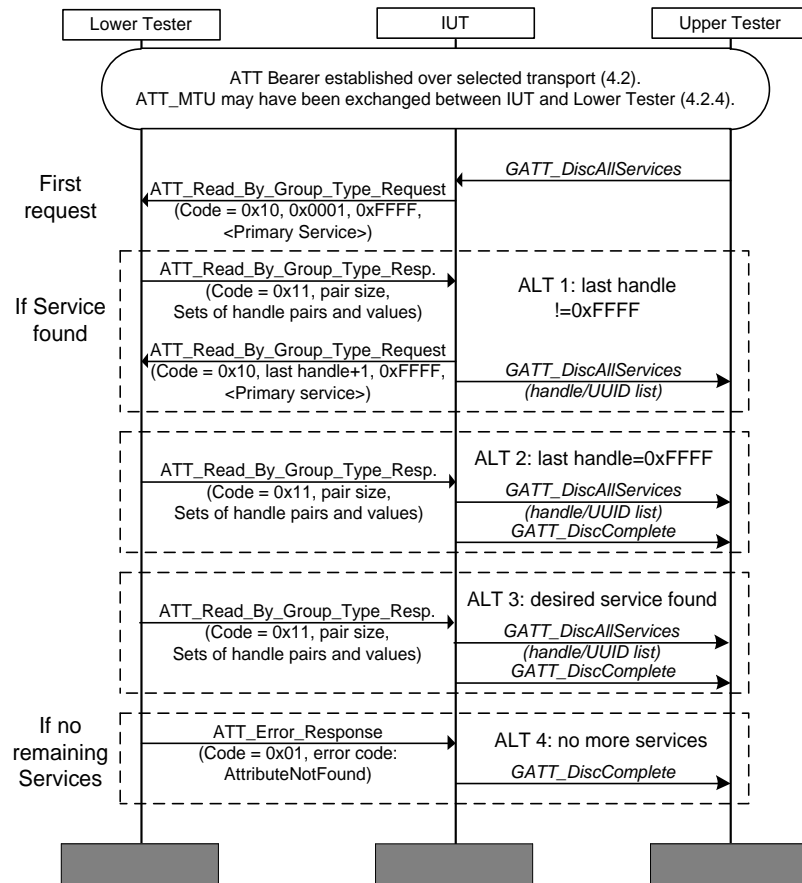 Lower Tester
IUT
Upper Tester
ATT Bearer established over selected transport (4.2).
ATT_MTU may have been exchanged between IUT and Lower Tester (4.2.4).
First
request
GATT_DiscAllServices
ATT_Read_By_Group_Type_Request
(Code = 0x10, 0x0001, 0xFFFF,
<Primary Service>)
If Service
found
ATT_Read_By_Group_Type_Resp.
(Code = 0x11, pair size,
Sets of handle pairs and values)
ALT 1: last handle
!=0xFFFF
ATT_Read_By_Group_Type_Request
(Code = 0x10, last handle+1, 0xFFFF,
<Primary service>)
GATT_DiscAllServices
(handle/UUID list)
ATT_Read_By_Group_Type_Resp.
(Code = 0x11, pair size,
Sets of handle pairs and values)
ALT 2: last handle=0xFFFF
GATT_DiscAllServices
(handle/UUID list)
GATT_DiscComplete
ATT_Read_By_Group_Type_Resp.
(Code = 0x11, pair size,
Sets of handle pairs and values)
ALT 3: desired service found
GATT_DiscAllServices
(handle/UUID list)
GATT_DiscComplete
If no
remaining
Services
ATT_Error_Response
(Code = 0x01, error code:
AttributeNotFound)
ALT 4: no more services
GATT_DiscComplete